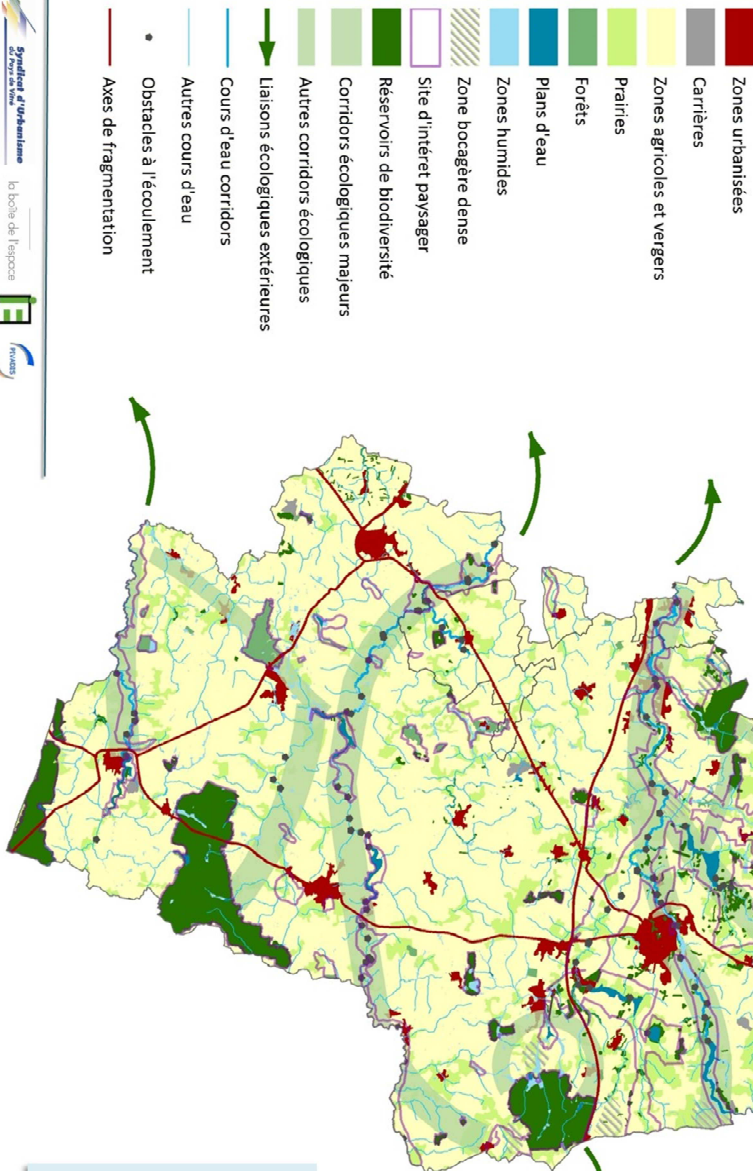 Zones urbanisées
Carrières
Zones agricoles et vergers
Prairies
Forêts
Plans d'eau
Zones humides
Zone bocagère dense
Site d'intéret paysager
Réservoirs de biodiversité
Corridors écologiques majeurs
Autres corridors écologiques
Liaisons écologiques extérieures
Cours d'eau corridors
Autres cours d'eau
Obstacles à l'écoulement
Axes de fragmentation
Syndicat d'Urbanisme
du Pays de Vitré
la boîte de l'espace